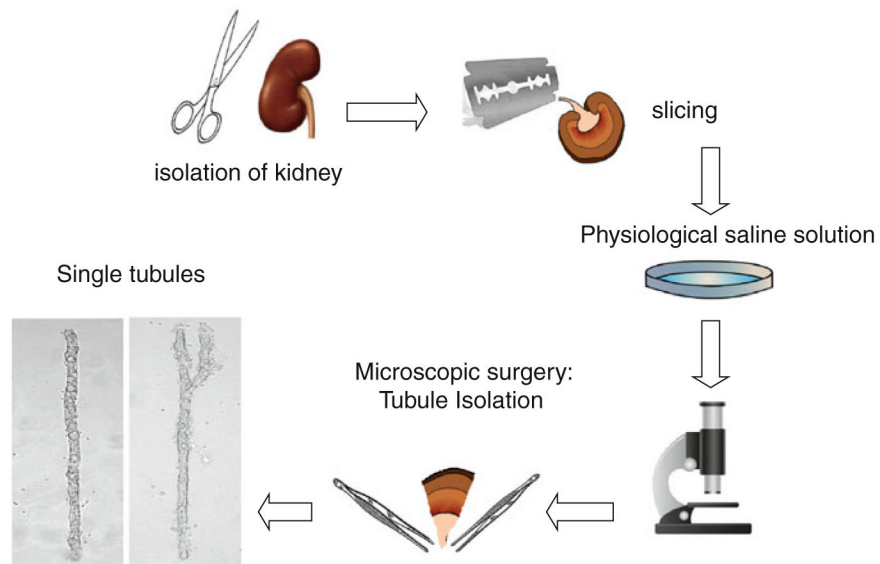 isolation of kidney
slicing
Physiological saline solution
Microscopic surgery:
Tubule Isolation
Single tubules